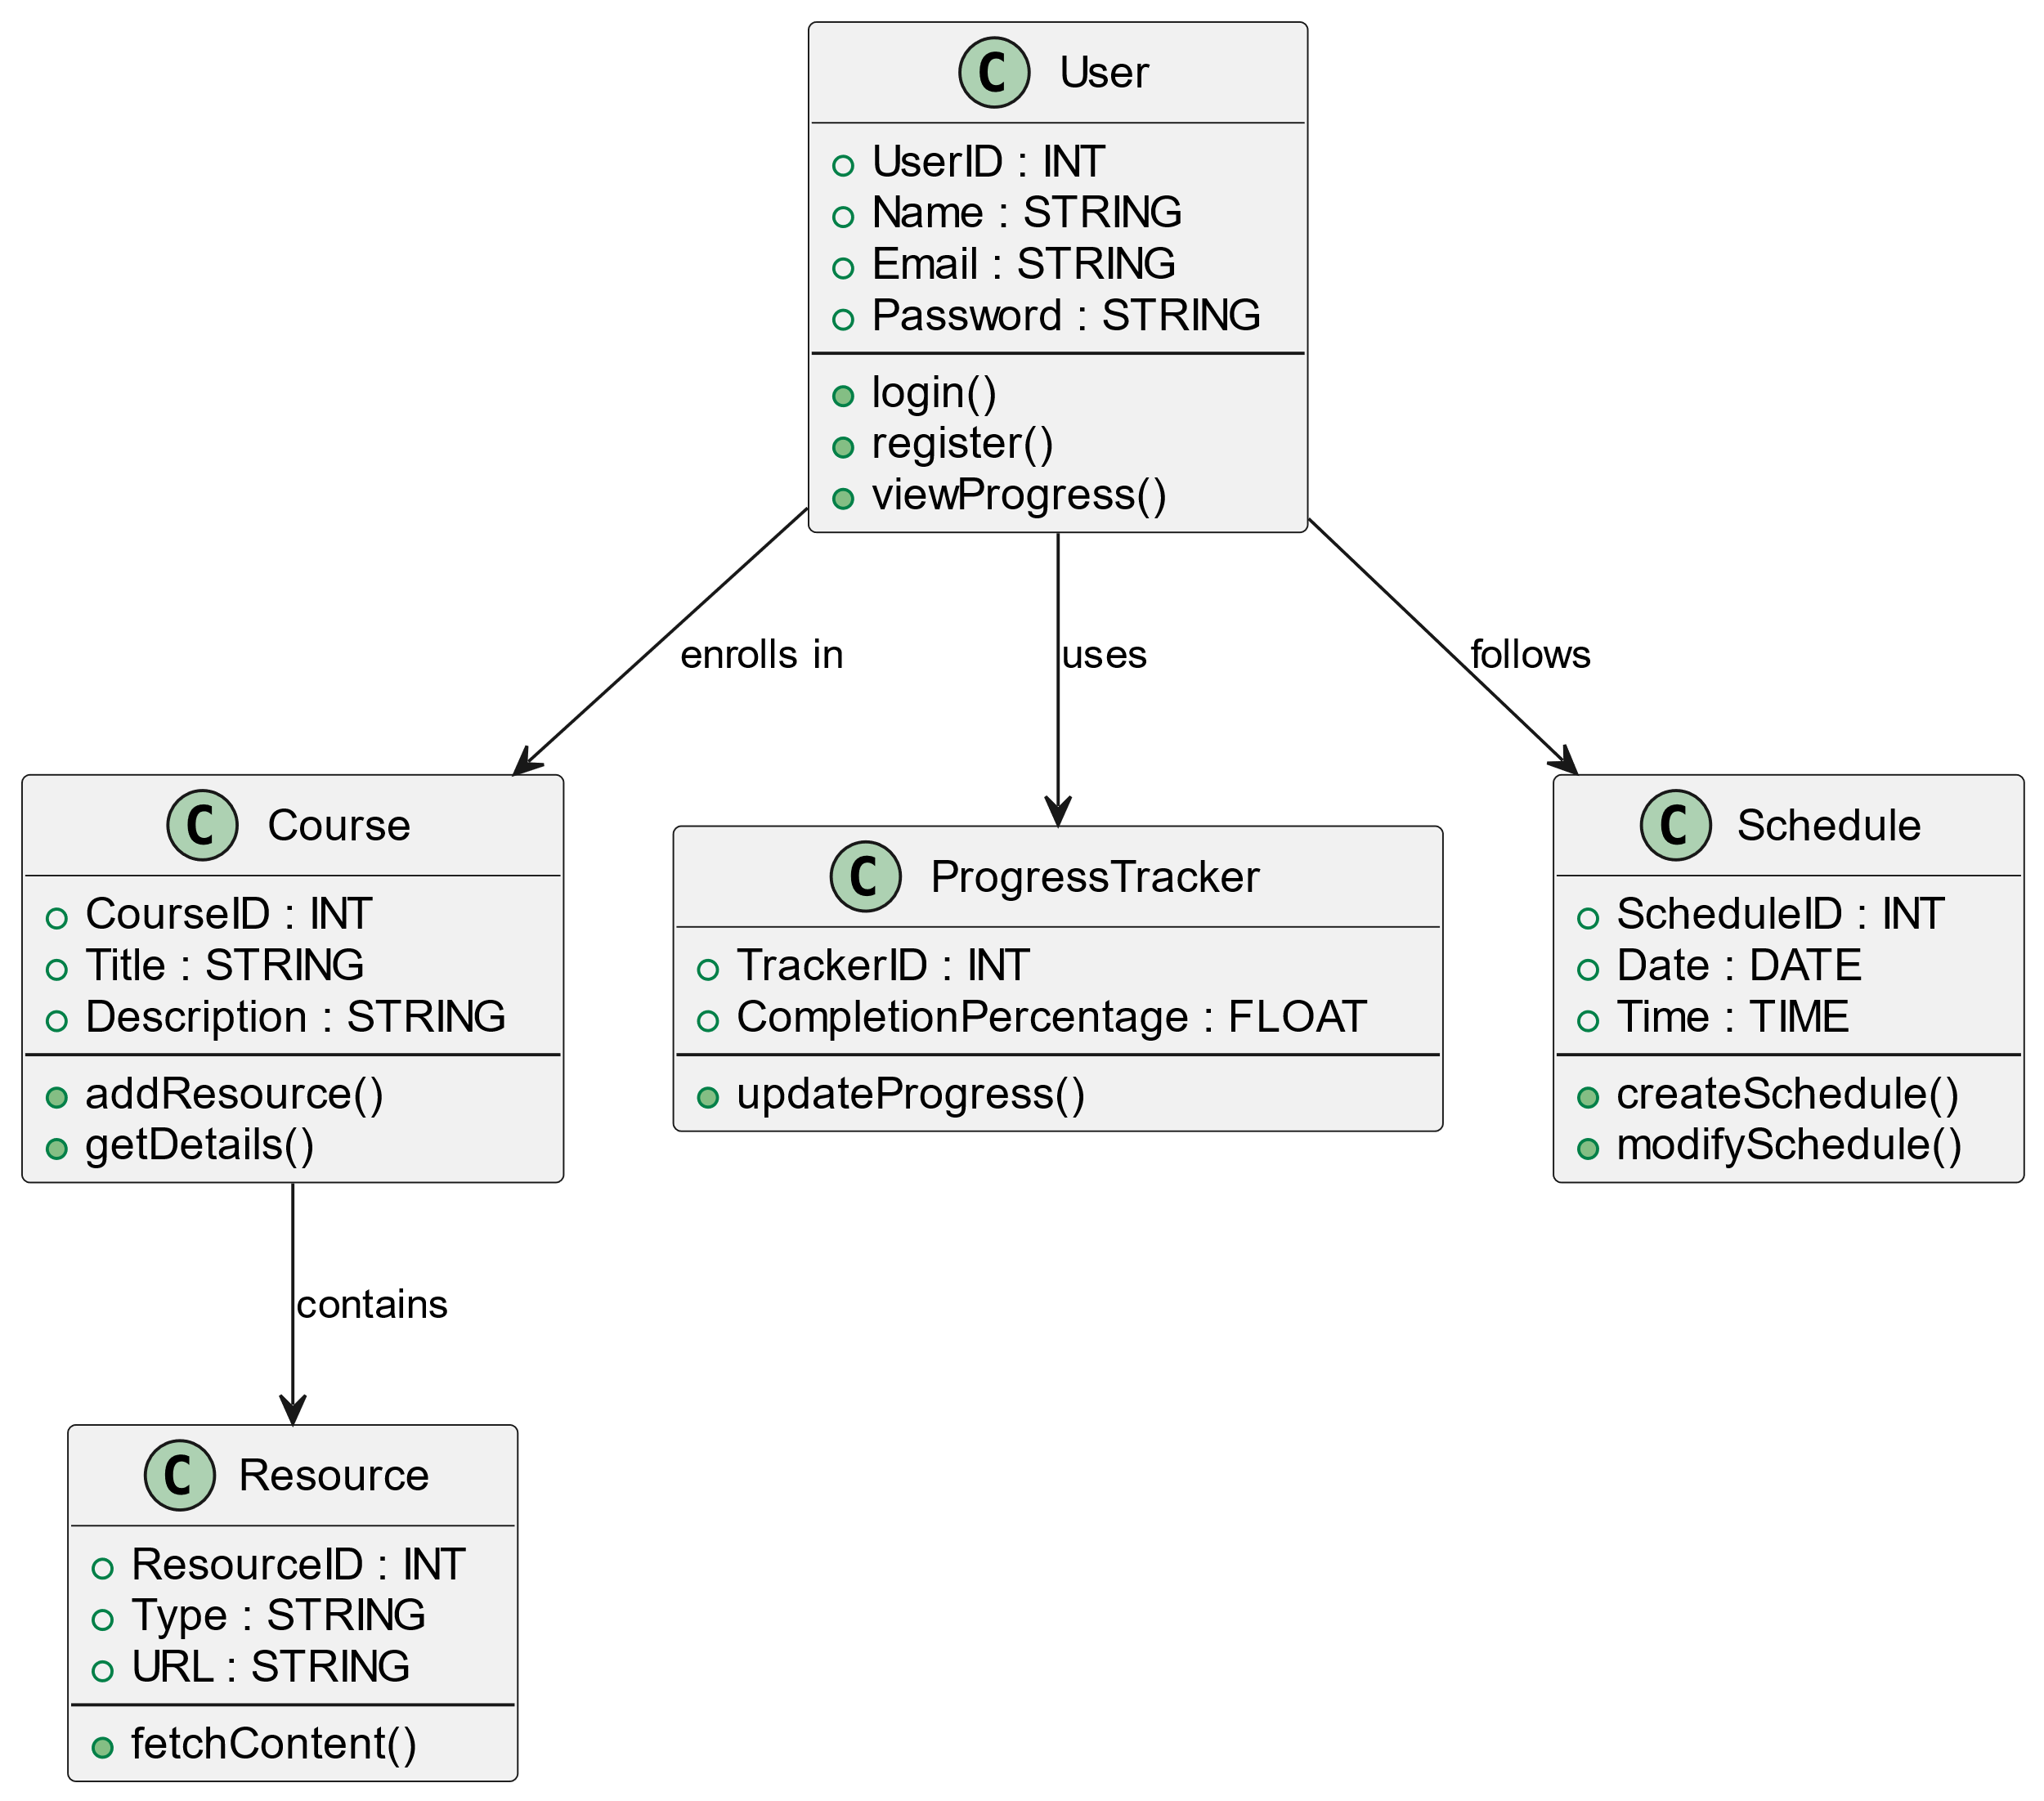 C User
UserID : INT
Name : STRING
Email : STRING
Password : STRING
login()
register()
viewProgress()
enrolls in
uses
follows
C Course
CourseID : INT
Title : STRING
Description : STRING
addResource()
getDetails()
C ProgressTracker
TrackerID : INT
CompletionPercentage : FLOAT
updateProgress()
C Schedule
ScheduleID : INT
Date : DATE
Time : TIME
createSchedule()
modifySchedule()
contains
C Resource
ResourceID : INT
Type : STRING
URL : STRING
fetchContent()